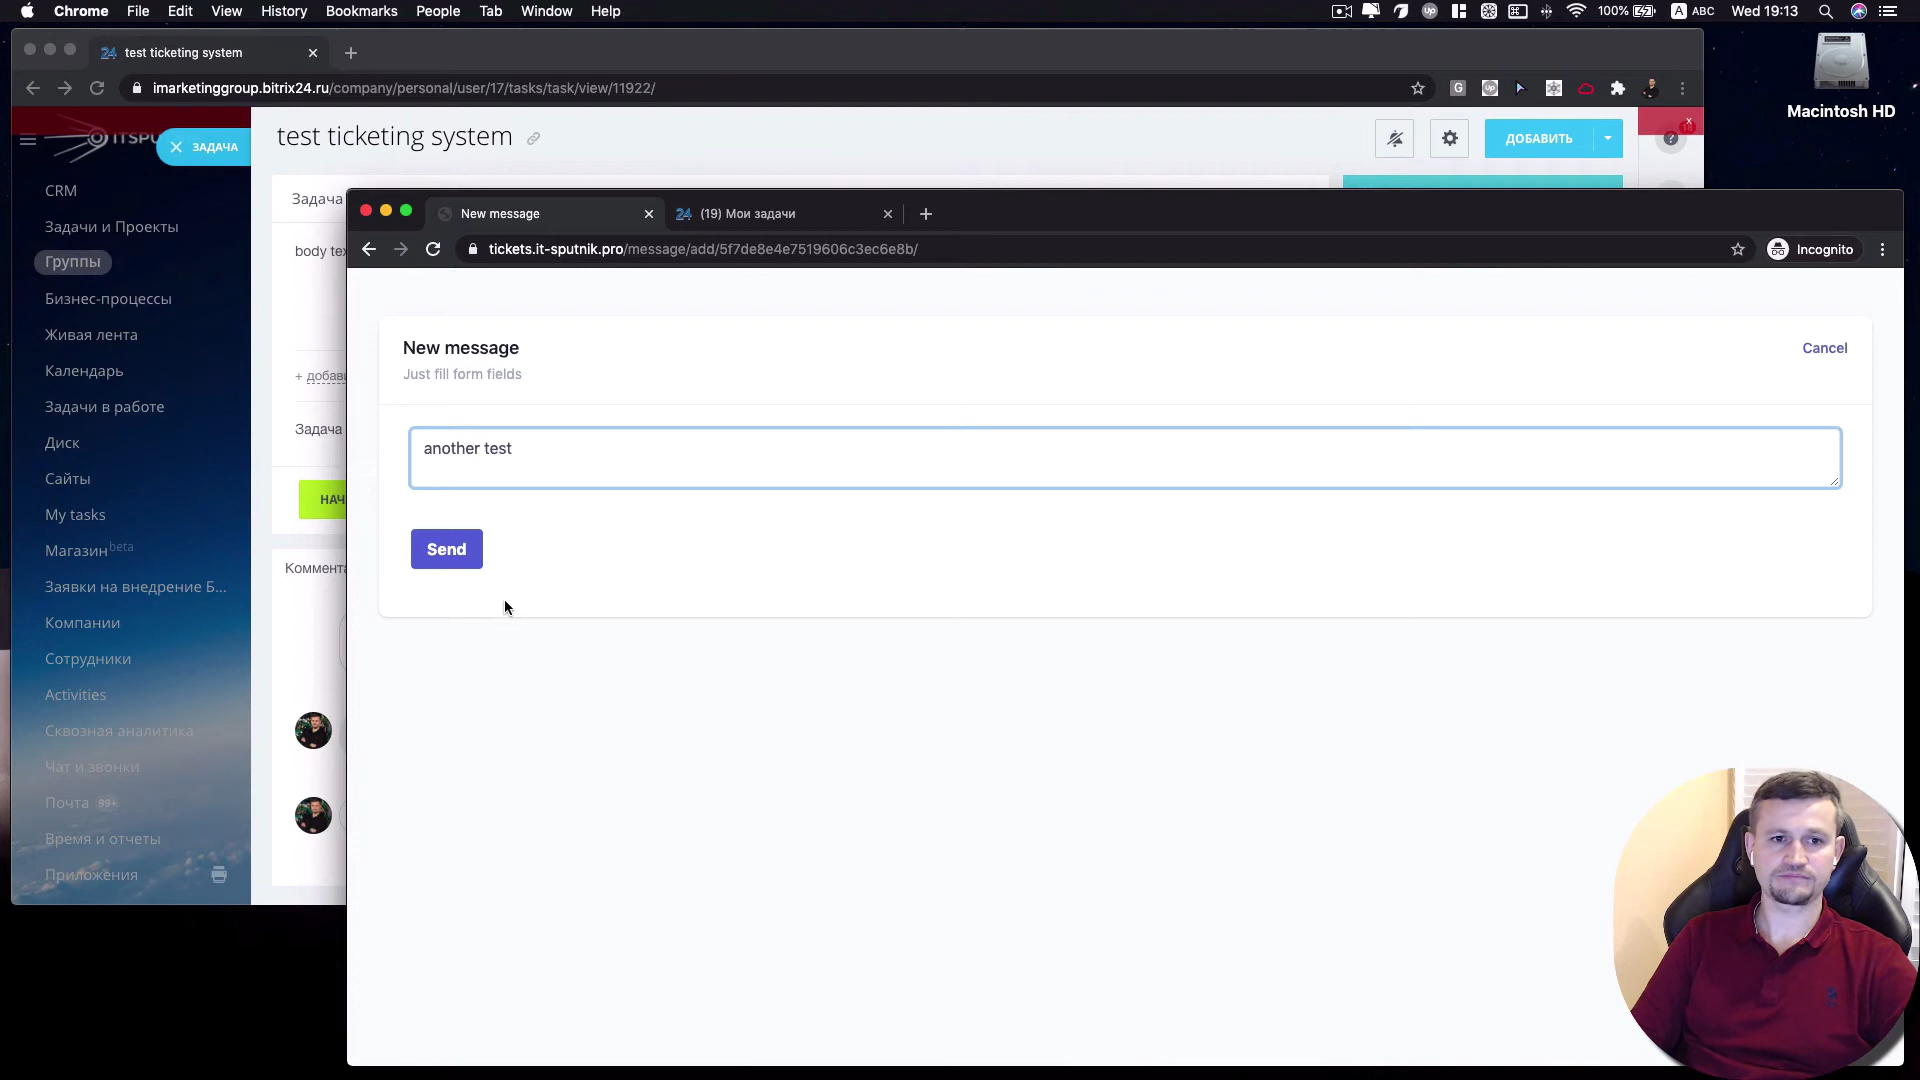 Chrome File Edit View History Bookmarks People Tab Window Help
100% A ABC Wed 19:13
24 test ticketing system
imarketinggroup.bitrix24.ru/company/personal/user/17/tasks/task/view/11922/
Macintosh HD
ЗАДАЧА
test ticketing system
ДОБАВИТЬ
CRM
Задачи и Проекты
Группы
Бизнес-процессы
Живая лента
Календарь
Задачи в работе
Диск
Сайты
My tasks
Магазин beta
Заявки на внедрение Б...
Компании
Сотрудники
Activities
Сквозная аналитика
Чат и звонки
Почта 99+
Время и отчеты
Приложения
Задача
body
Задача
New message
24 (19) Мои задачи
tickets.it-sputnik.pro/message/add/5f7de8e4e7519606c3ec6e8b/
Incognito
New message
Cancel
Just fill form fields
another test
Send